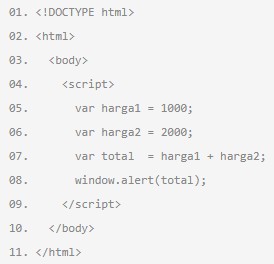 01. <!DOCTYPE html>
02. <html>
03.   <body>
04.     <script>
05.       var harga1 = 1000;
06.       var harga2 = 2000;
07.       var total  = harga1 + harga2;
08.       window.alert(total);
09.     </script>
10.   </body>
11. </html>